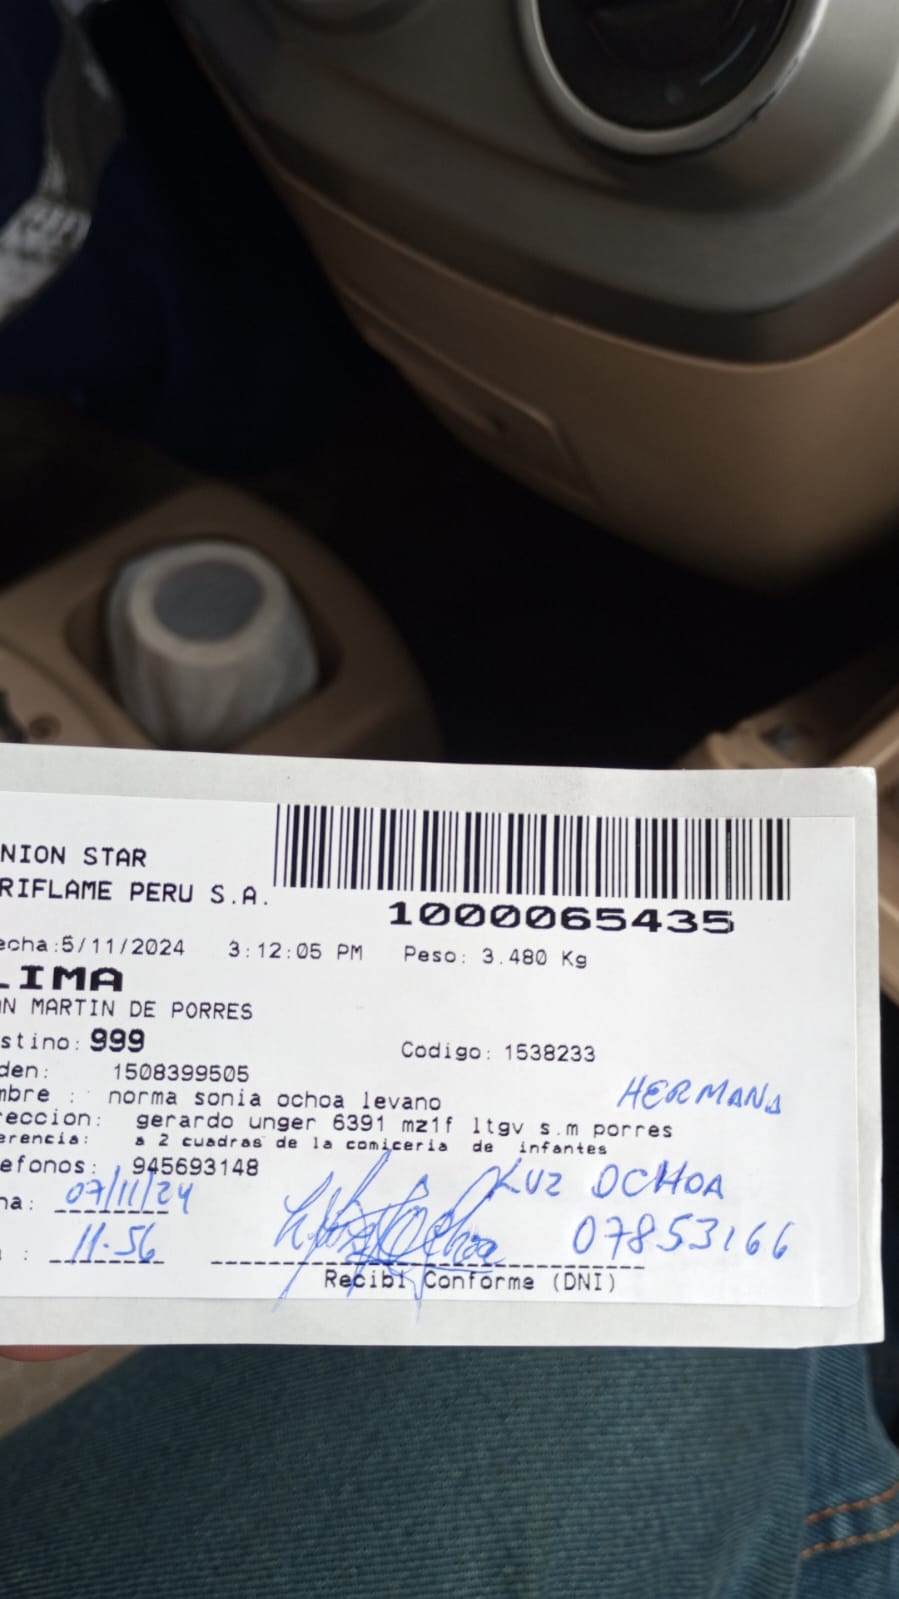 NION STAR
RIFLAME PERU S.A.
1000065435
echa:5/11/2024 3:12:05 PM Peso: 3.480 Kg
LIMA
N MARTIN DE PORRES
stino: 999
Codigo: 1538233
den: 1508399505
HERMANA
mbre : norma sonia ochoa levano
reccion: gerardo unger 6391 mz1f ltgv s.m porres
erencia: a 2 cuadras de la comiceria de infantes
efonos: 945693148
LUZ OCHOA
ha: 07/11/24
07853166
: 11.56
Recibi Conforme (DNI)